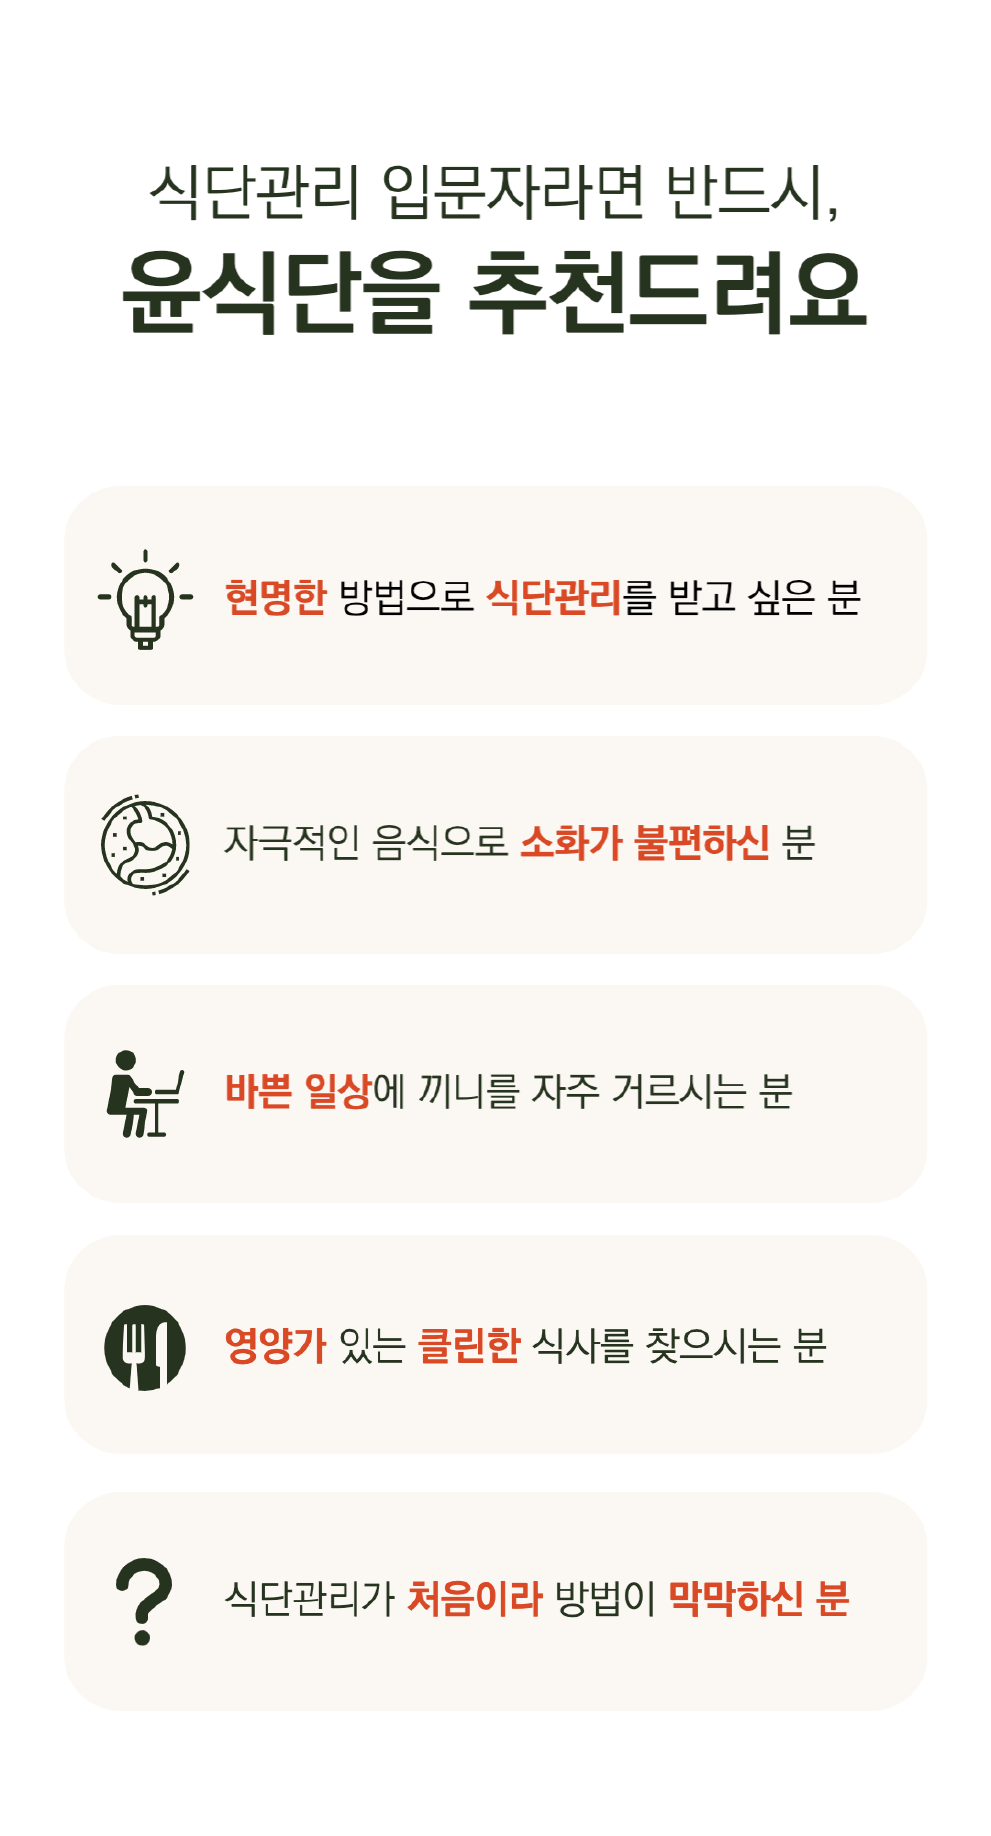 식단관리 입문자라면 반드시,
윤식단을 추천드려요
현명한 방법으로 식단관리를 받고 싶은 분
자극적인 음식으로 소화가 불편하신 분
바쁜 일상에 끼니를 자주 거르시는 분
영양가 있는 클린한 식사를 찾으시는 분
식단관리가 처음이라 방법이 막막하신 분